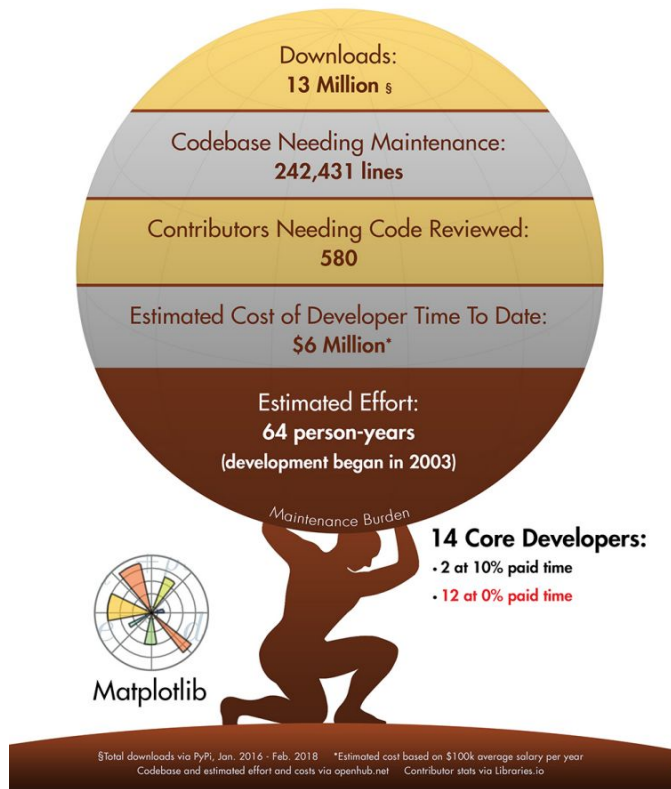 Downloads:
13 Million §
Codebase Needing Maintenance:
242,431 lines
Contributors Needing Code Reviewed:
580
Estimated Cost of Developer Time To Date:
$6 Million*
Estimated Effort:
64 person-years
(development began in 2003)
Maintenance Burden
14 Core Developers:
• 2 at 10% paid time
• 12 at 0% paid time
Matplotlib
§Total downloads via PyPi, Jan. 2016 - Feb. 2018 *Estimated cost based on $100k average salary per year
Codebase and estimated effort and costs via openhub.net Contributor stats via Libraries.io